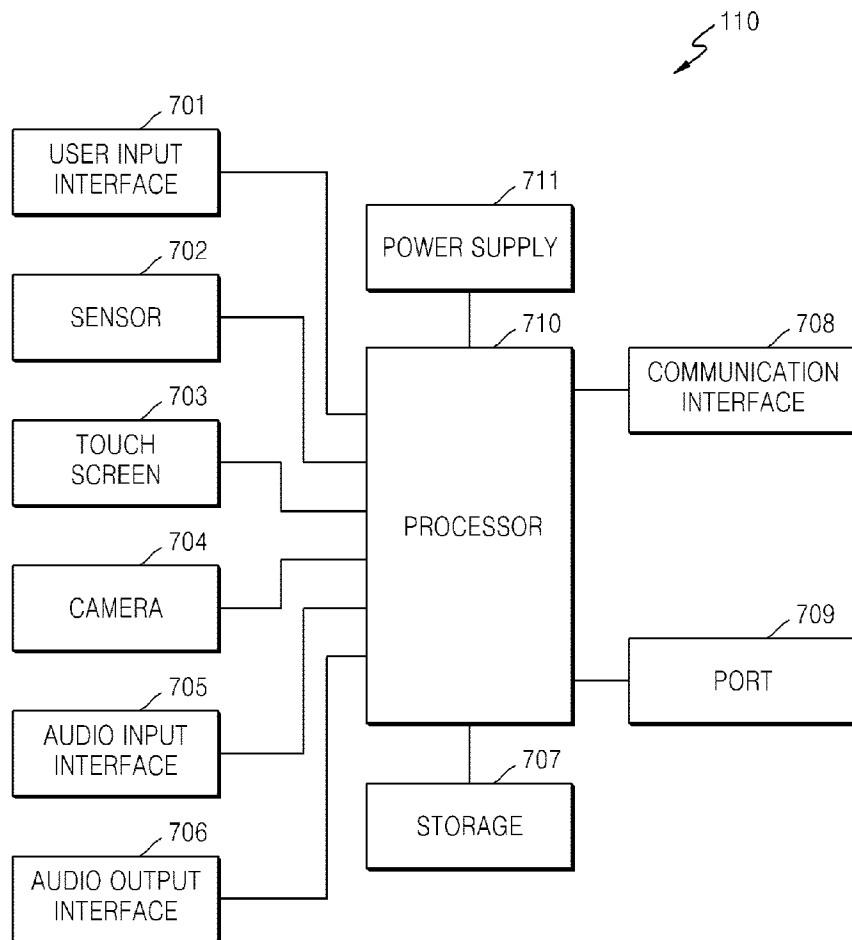 110
701
USER INPUT
INTERFACE
711
POWER SUPPLY
702
SENSOR
710
PROCESSOR
708
COMMUNICATION
INTERFACE
703
TOUCH
SCREEN
704
CAMERA
709
PORT
705
AUDIO INPUT
INTERFACE
707
STORAGE
706
AUDIO OUTPUT
INTERFACE